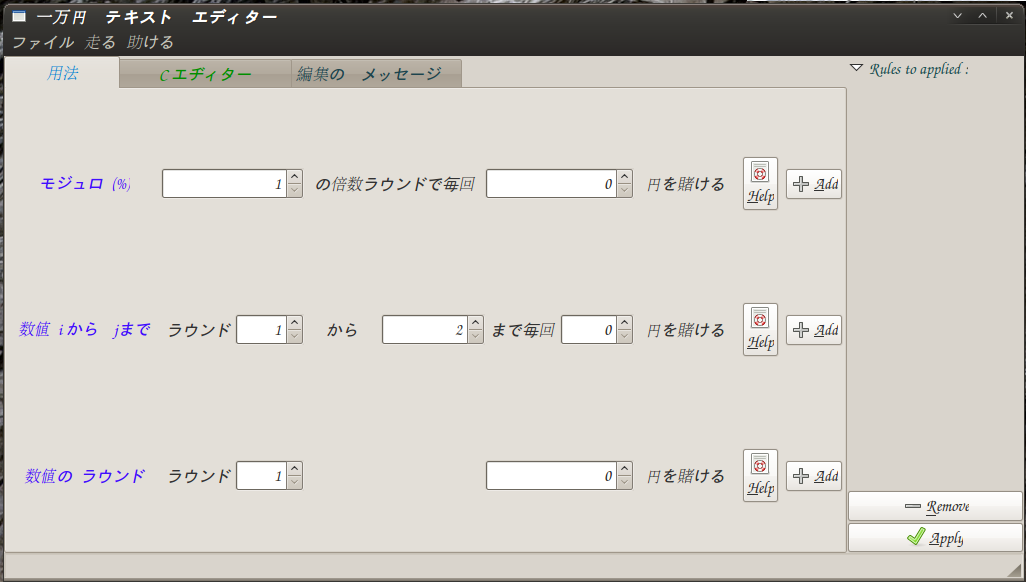 一万円 テキスト エディター
ファイル 走る 助ける
用法 Cエディター 編集の メッセージ
Rules to applied :
モジュロ (%) 1 の倍数ラウンドで毎回 0 円を賭ける Help Add
数値 iから jまで ラウンド 1 から 2 まで毎回 0 円を賭ける Help Add
数値の ラウンド ラウンド 1 0 円を賭ける Help Add
Remove
Apply